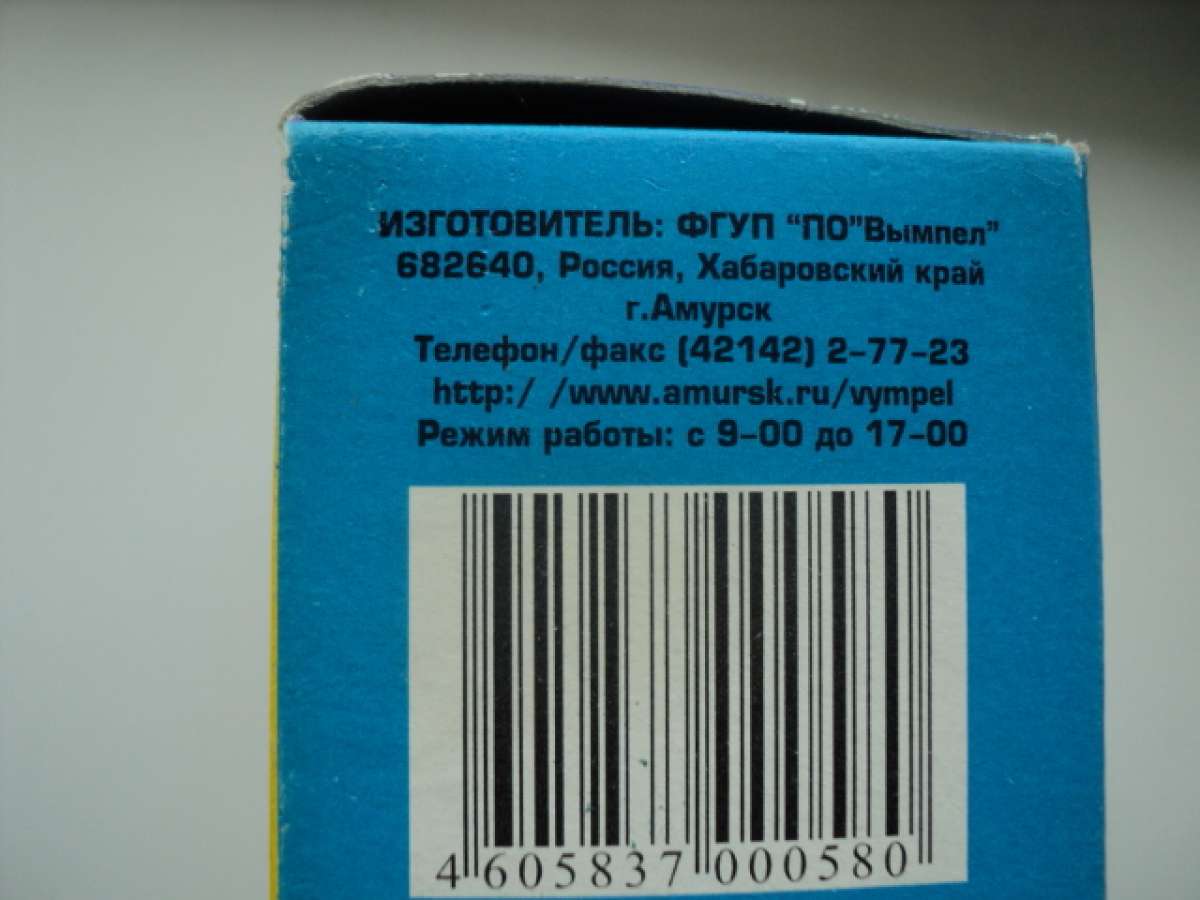 ИЗГОТОВИТЕЛЬ: ФГУП “ПО”Вымпел”
682640, Россия, Хабаровский край
г.Амурск
Телефон/факс (42142) 2-77-23
http:/ /www.amursk.ru/vympel
Режим работы: с 9-00 до 17-00
4 605837 000580